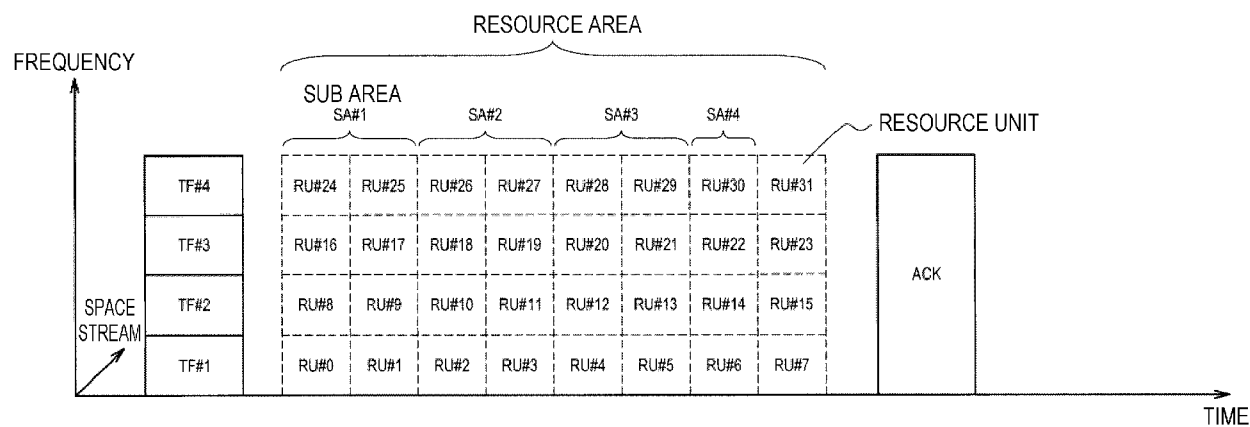 RESOURCE AREA
FREQUENCY
SUB AREA
SA#1 SA#2 SA#3 SA#4
RESOURCE UNIT
TF#4 RU#24 RU#25 RU#26 RU#27 RU#28 RU#29 RU#30 RU#31
TF#3 RU#16 RU#17 RU#18 RU#19 RU#20 RU#21 RU#22 RU#23
ACK
SPACE
STREAM
TF#2 RU#8 RU#9 RU#10 RU#11 RU#12 RU#13 RU#14 RU#15
TF#1 RU#0 RU#1 RU#2 RU#3 RU#4 RU#5 RU#6 RU#7
TIME